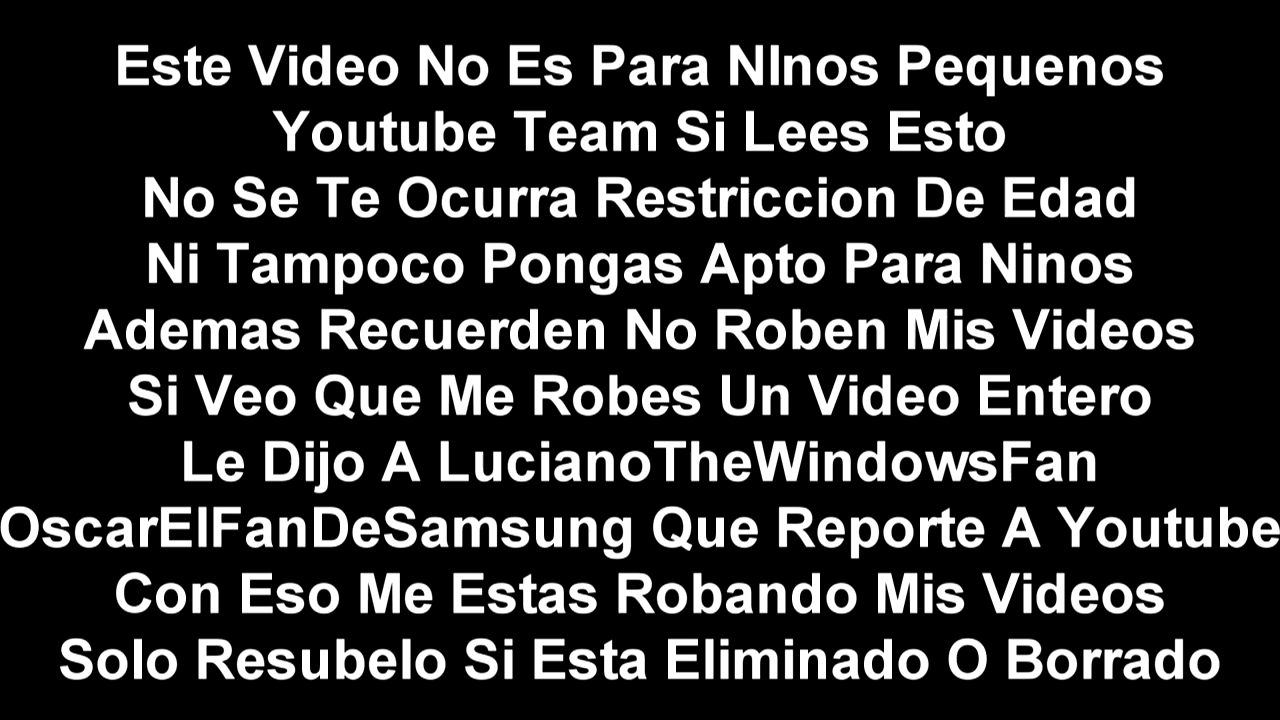 Este Video No Es Para NInos Pequenos
Youtube Team Si Lees Esto
No Se Te Ocurra Restriccion De Edad
Ni Tampoco Pongas Apto Para Ninos
Ademas Recuerden No Roben Mis Videos
Si Veo Que Me Robes Un Video Entero
Le Dijo A LucianoTheWindowsFan
OscarElFanDeSamsung Que Reporte A Youtube
Con Eso Me Estas Robando Mis Videos
Solo Resubelo Si Esta Eliminado O Borrado